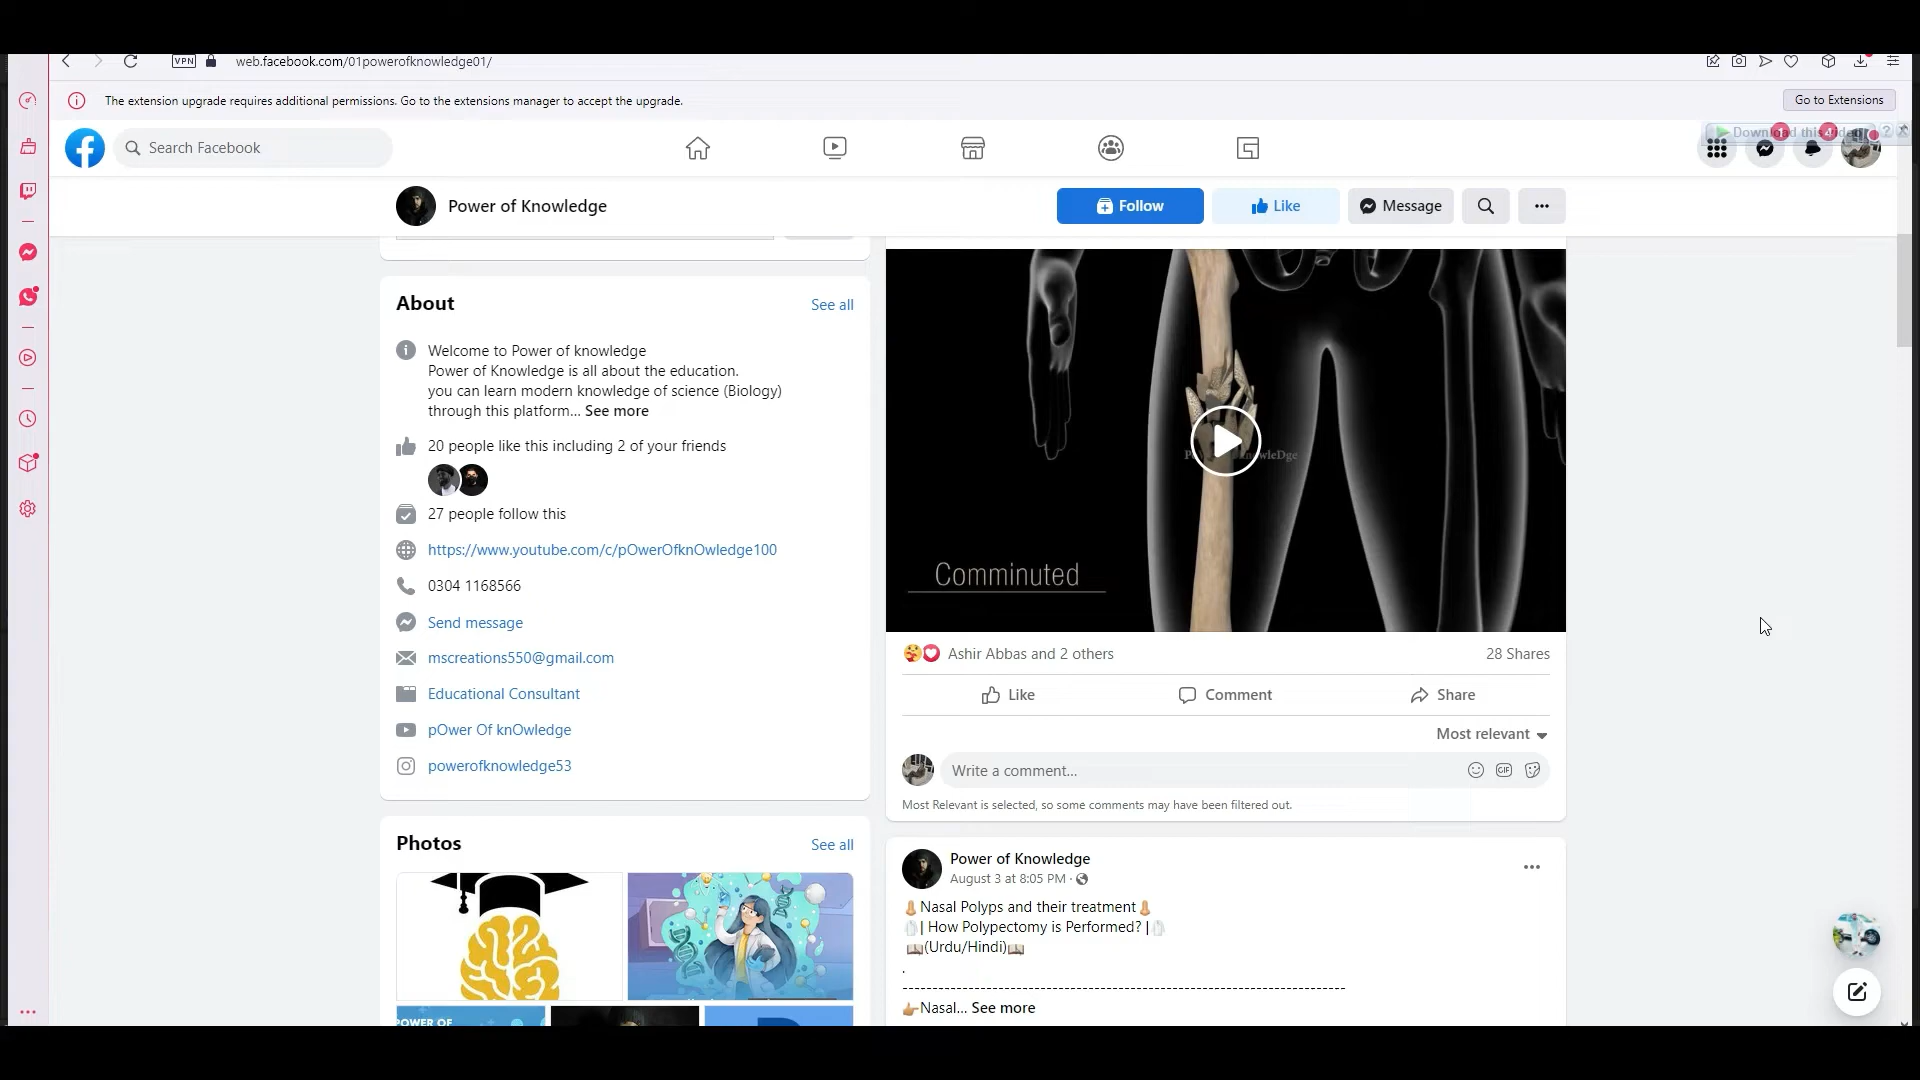 VPN
web.facebook.com/01powerofknowledge01/
The extension upgrade requires additional permissions. Go to the extensions manager to accept the upgrade.
Go to Extensions
Search Facebook
Download this video
Power of Knowledge
Follow
Like
Message
About
See all
Welcome to Power of knowledge
Power of Knowledge is all about the education.
you can learn modern knowledge of science (Biology)
through this platform... See more
20 people like this including 2 of your friends
27 people follow this
https://www.youtube.com/c/pOwerOfknOwledge100
0304 1168566
Send message
mscreations550@gmail.com
Educational Consultant
pOwer Of knOwledge
powerofknowledge53
Photos
See all
POWER OF
Comminuted
Ashir Abbas and 2 others
28 Shares
Like
Comment
Share
Most relevant
Write a comment...
GIF
Most Relevant is selected, so some comments may have been filtered out.
Power of Knowledge
August 3 at 8:05 PM ·
👃Nasal Polyps and their treatment👃
🥼| How Polypectomy is Performed? |🥼
📖(Urdu/Hindi)📖
.
---------------------------------------------------------------------------
👉Nasal... See more